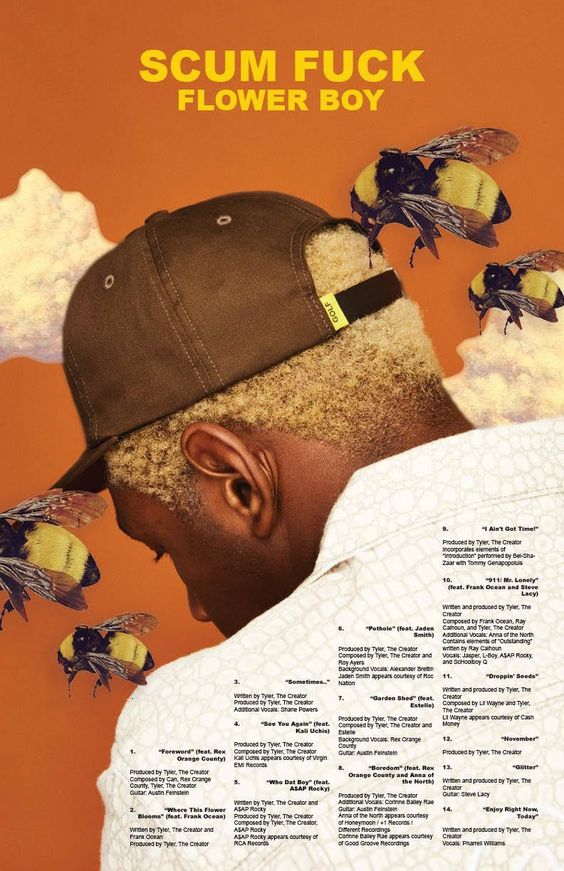 SCUM FUCK
FLOWER BOY
GOLF
1. “Foreword” (feat. Rex
Orange County)
Produced by Tyler, The Creator
Composed by Can, Rex Orange
County, Tyler, The Creator
Guitar: Austin Feinstein
2. “Where This Flower
Blooms” (feat. Frank Ocean)
Written by Tyler, The Creator and
Frank Ocean
Produced by Tyler, The Creator
3. “Sometimes..”
Written by Tyler, The Creator
Produced by Tyler, The Creator
Additional Vocals: Shane Powers
4. “See You Again” (feat.
Kali Uchis)
Produced by Tyler, The Creator
Composed by Tyler, The Creator
Kali Uchis appears courtesy of Virgin
EMI Records
5. “Who Dat Boy” (feat.
A$AP Rocky)
Written by Tyler, The Creator and
A$AP Rocky
Produced by Tyler, The Creator
Composed by Tyler, The Creator,
A$AP Rocky
A$AP Rocky appears courtesy of
RCA Records
6. “Pothole” (feat. Jaden
Smith)
Produced by Tyler, The Creator
Composed by Tyler, The Creator and
Roy Ayers
Background Vocals: Alexander Brettin
Jaden Smith appears courtesy of Roc
Nation
7. “Garden Shed” (feat.
Estelle)
Produced by Tyler, The Creator
Composed by Tyler, The Creator and
Estelle
Background Vocals: Rex Orange
County
Guitar: Austin Feinstein
8. “Boredom” (feat. Rex
Orange County and Anna of
the North)
Produced by Tyler, The Creator
Additional Vocals: Corinne Bailey Rae
Guitar: Austin Feinstein
Anna of the North appears courtesy
of Honeymoon / +1 Records /
Different Recordings
Corinne Bailey Rae appears courtesy
of Good Groove Recordings
9. “I Ain't Got Time!”
Produced by Tyler, The Creator
Incorporates elements of
"Introduction" performed by Bel-Sha-
Zaar with Tommy Genapopoluis
10. “911/ Mr. Lonely”
(feat. Frank Ocean and Steve
Lacy)
Written and produced by Tyler, The
Creator
Composed by Frank Ocean, Ray
Calhoun, and Tyler, The Creator
Additional Vocals: Anna of the North
Contains elements of "Outstanding"
written by Ray Calhoun
Vocals: Jasper, L-Boy, A$AP Rocky,
and ScHoolboy Q
11. “Droppin' Seeds”
Written and produced by Tyler, The
Creator
Composed by Lil Wayne and Tyler,
The Creator
Lil Wayne appears courtesy of Cash
Money
12. “November”
Produced by Tyler, The Creator
13. “Glitter”
Written and produced by Tyler, The
Creator
Guitar: Steve Lacy
14. “Enjoy Right Now,
Today”
Written and produced by Tyler, The
Creator
Vocals: Pharrell Williams